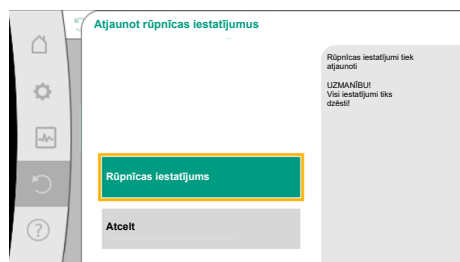 Atjaunot rūpnīcas iestatījumus
Rūpnīcas iestatījumi tiek
atjaunoti
UZMANĪBU!
Visi iestatījumi tiks
dzēsti!
Rūpnīcas iestatījums
Atcelt
?